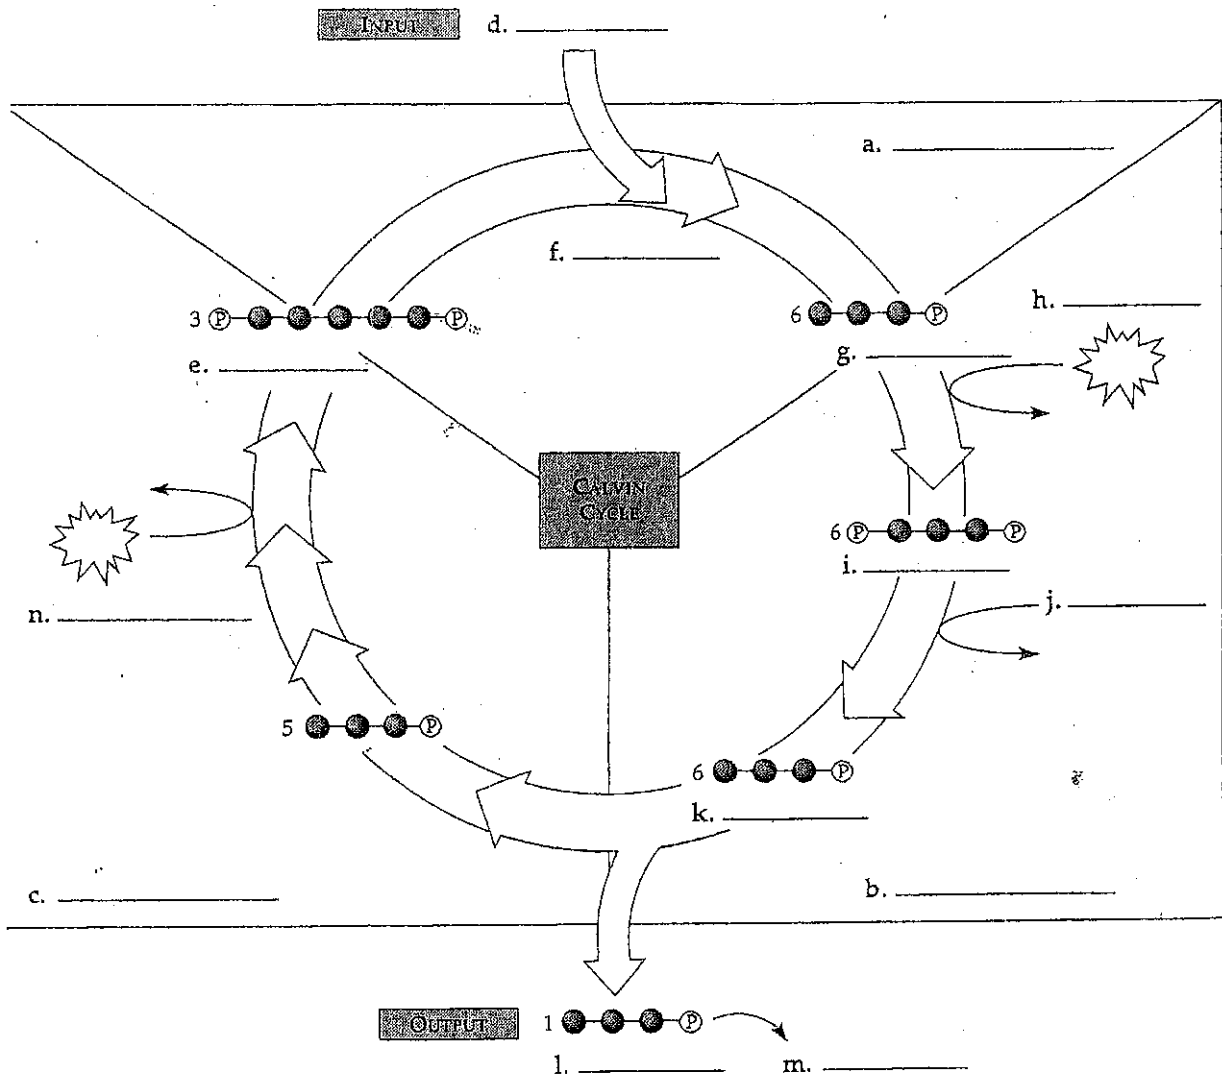 INPUT d.
a.
f.
h.
3 P P
6 P
e.
g.
CALVIN
CYCLE
6 P P
i.
n.
j.
5 P
6 P
k.
c.
b.
OUTPUT 1 P
l. m.